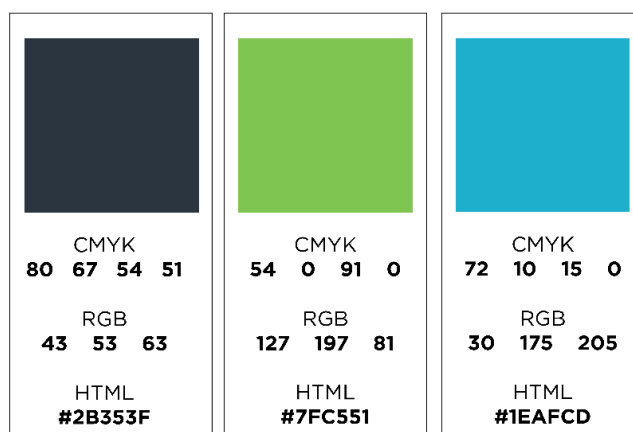 CMYK
80 67 54 51
RGB
43 53 63
HTML
#2B353F
CMYK
54 0 91 0
RGB
127 197 81
HTML
#7FC551
CMYK
72 10 15 0
RGB
30 175 205
HTML
#1EAFCD